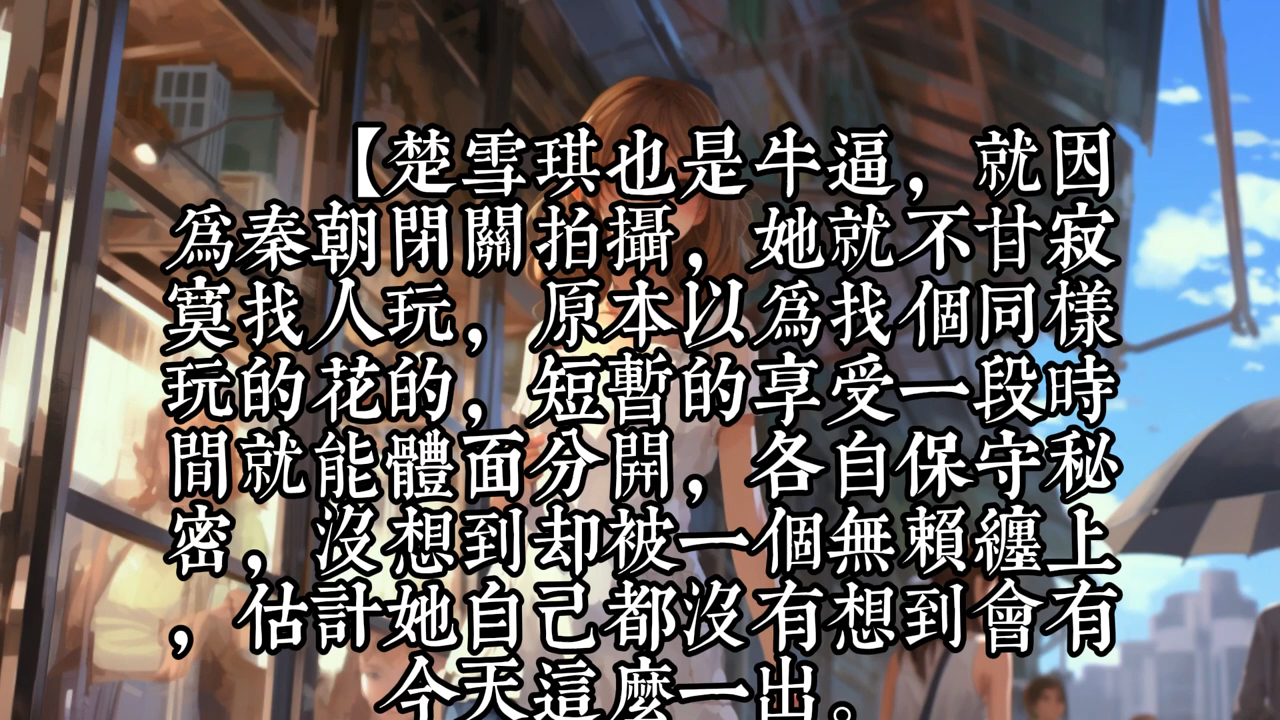 【楚雪琪也是牛逼，就因
爲秦朝閉關拍攝，她就不甘寂
寞找人玩，原本以爲找個同樣
玩的花的，短暫的享受一段時
間就能體面分開，各自保守秘
密，沒想到却被一個無賴纏上
，估計她自己都沒有想到會有
今天這麼一出。